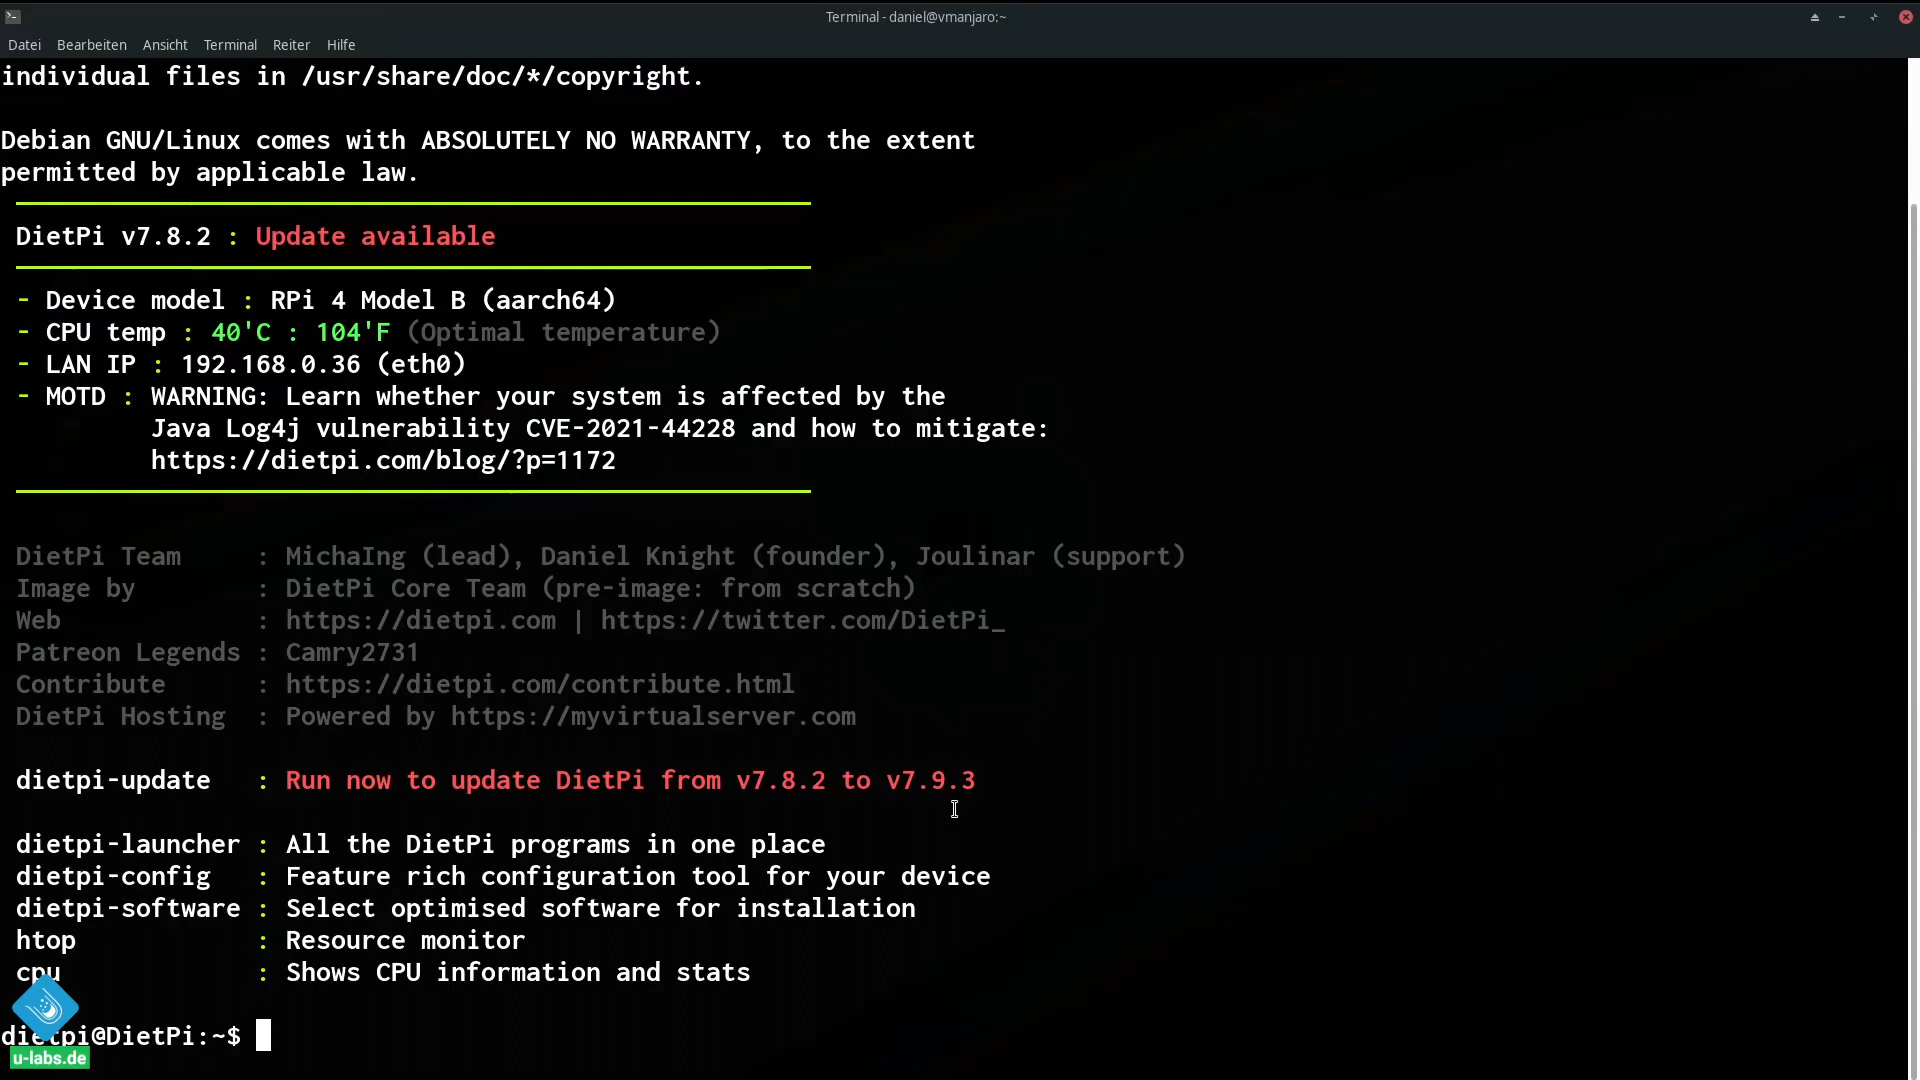 Terminal - daniel@vmanjaro:~
Datei Bearbeiten Ansicht Terminal Reiter Hilfe
individual files in /usr/share/doc/*/copyright.
Debian GNU/Linux comes with ABSOLUTELY NO WARRANTY, to the extent
permitted by applicable law.
DietPi v7.8.2 : Update available
- Device model : RPi 4 Model B (aarch64)
- CPU temp : 40'C : 104'F (Optimal temperature)
- LAN IP : 192.168.0.36 (eth0)
- MOTD : WARNING: Learn whether your system is affected by the
Java Log4j vulnerability CVE-2021-44228 and how to mitigate:
https://dietpi.com/blog/?p=1172
DietPi Team : MichaIng (lead), Daniel Knight (founder), Joulinar (support)
Image by : DietPi Core Team (pre-image: from scratch)
Web : https://dietpi.com | https://twitter.com/DietPi_
Patreon Legends : Camry2731
Contribute : https://dietpi.com/contribute.html
DietPi Hosting : Powered by https://myvirtualserver.com
dietpi-update : Run now to update DietPi from v7.8.2 to v7.9.3
dietpi-launcher : All the DietPi programs in one place
dietpi-config : Feature rich configuration tool for your device
dietpi-software : Select optimised software for installation
htop : Resource monitor
cpu : Shows CPU information and stats
dietpi@DietPi:~$
u-labs.de